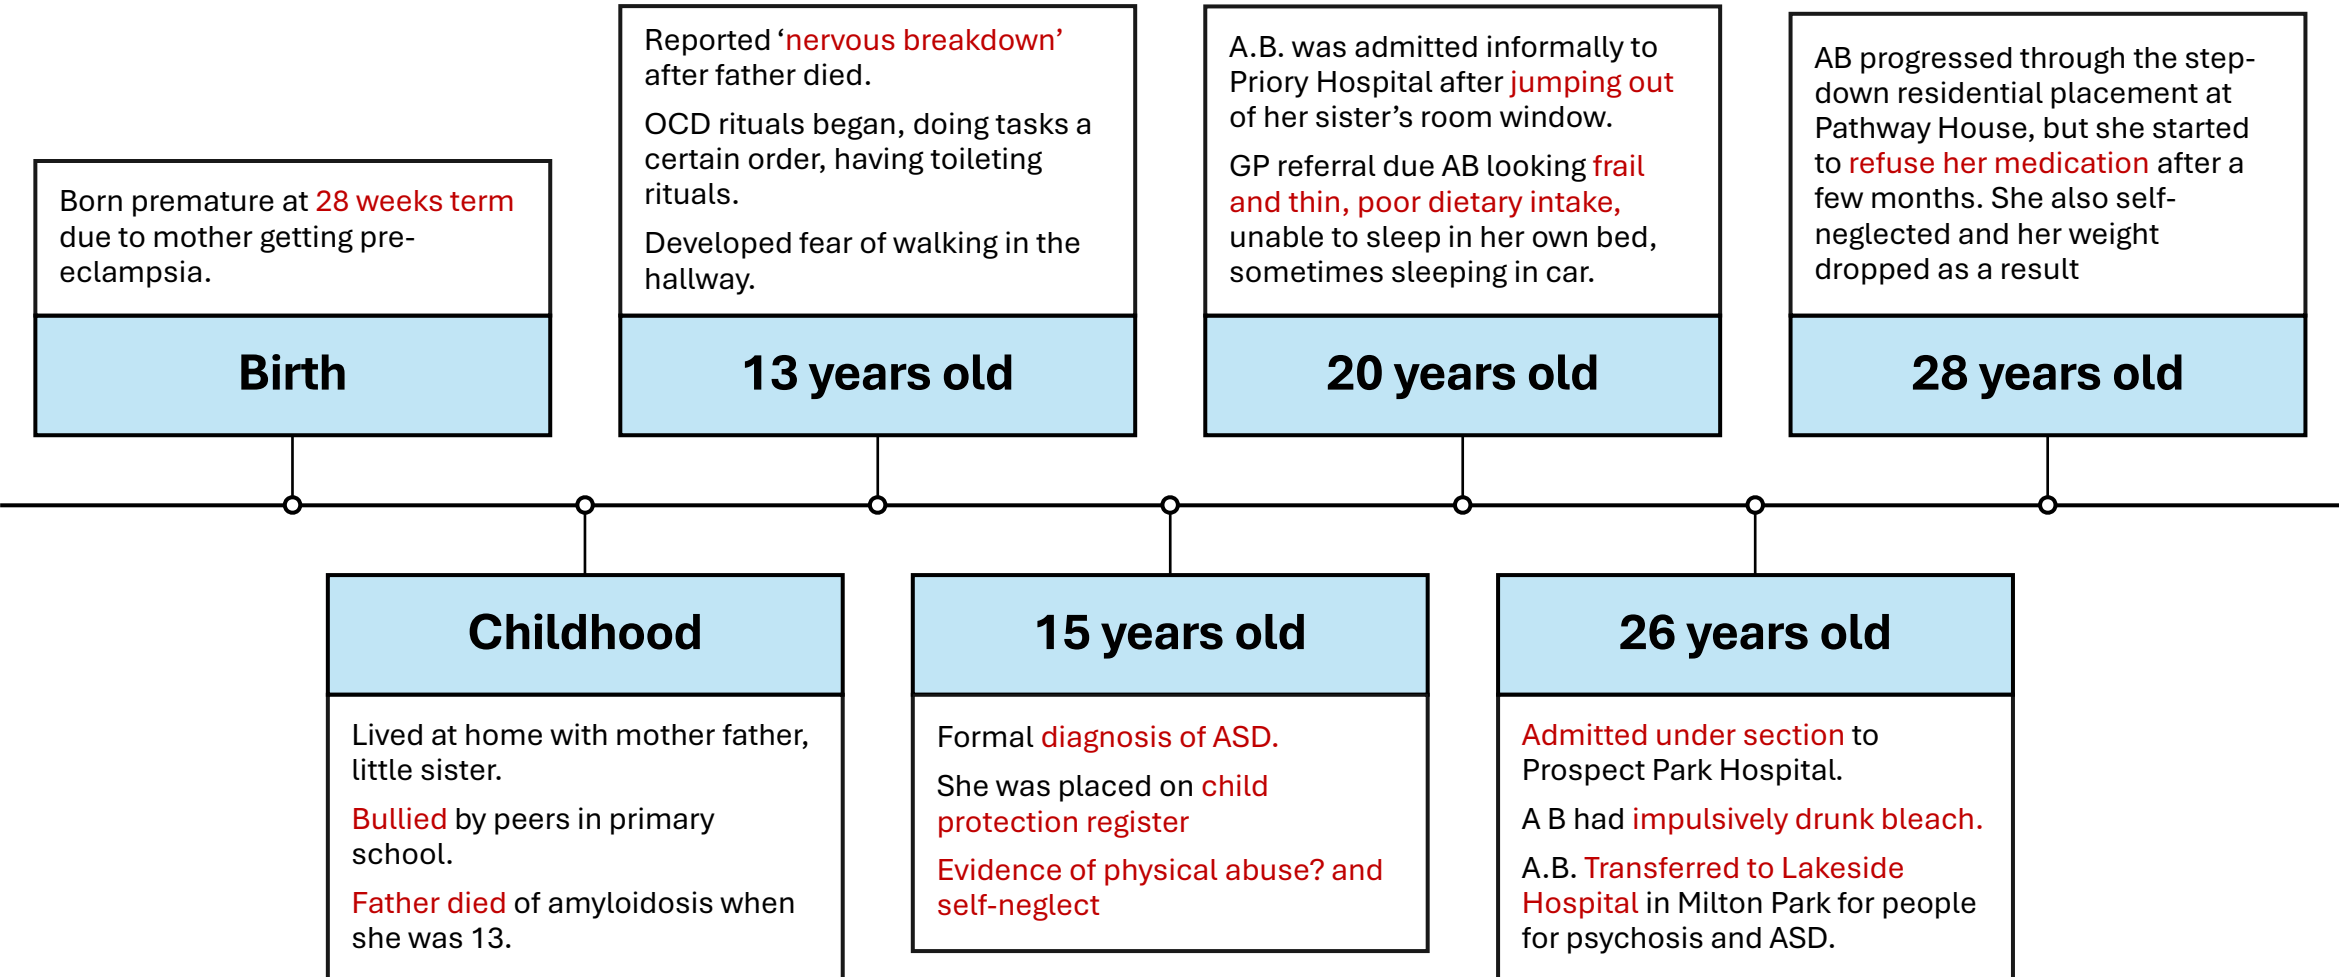 Born premature at 28 weeks term
due to mother getting pre-
eclampsia.
Birth
Lived at home with mother father,
little sister.
Bullied by peers in primary
school.
Father died of amyloidosis when
she was 13.
Childhood
Reported ‘nervous breakdown’
after father died.
OCD rituals began, doing tasks a
certain order, having toileting
rituals.
Developed fear of walking in the
hallway.
13 years old
15 years old
Formal diagnosis of ASD.
She was placed on child
protection register
Evidence of physical abuse? and
self-neglect
A.B. was admitted informally to
Priory Hospital after jumping out
of her sister’s room window.
GP referral due AB looking frail
and thin, poor dietary intake,
unable to sleep in her own bed,
sometimes sleeping in car.
20 years old
26 years old
Admitted under section to
Prospect Park Hospital.
A B had impulsively drunk bleach.
A.B. Transferred to Lakeside
Hospital in Milton Park for people
for psychosis and ASD.
AB progressed through the step-
down residential placement at
Pathway House, but she started
to refuse her medication after a
few months. She also self-
neglected and her weight
dropped as a result
28 years old